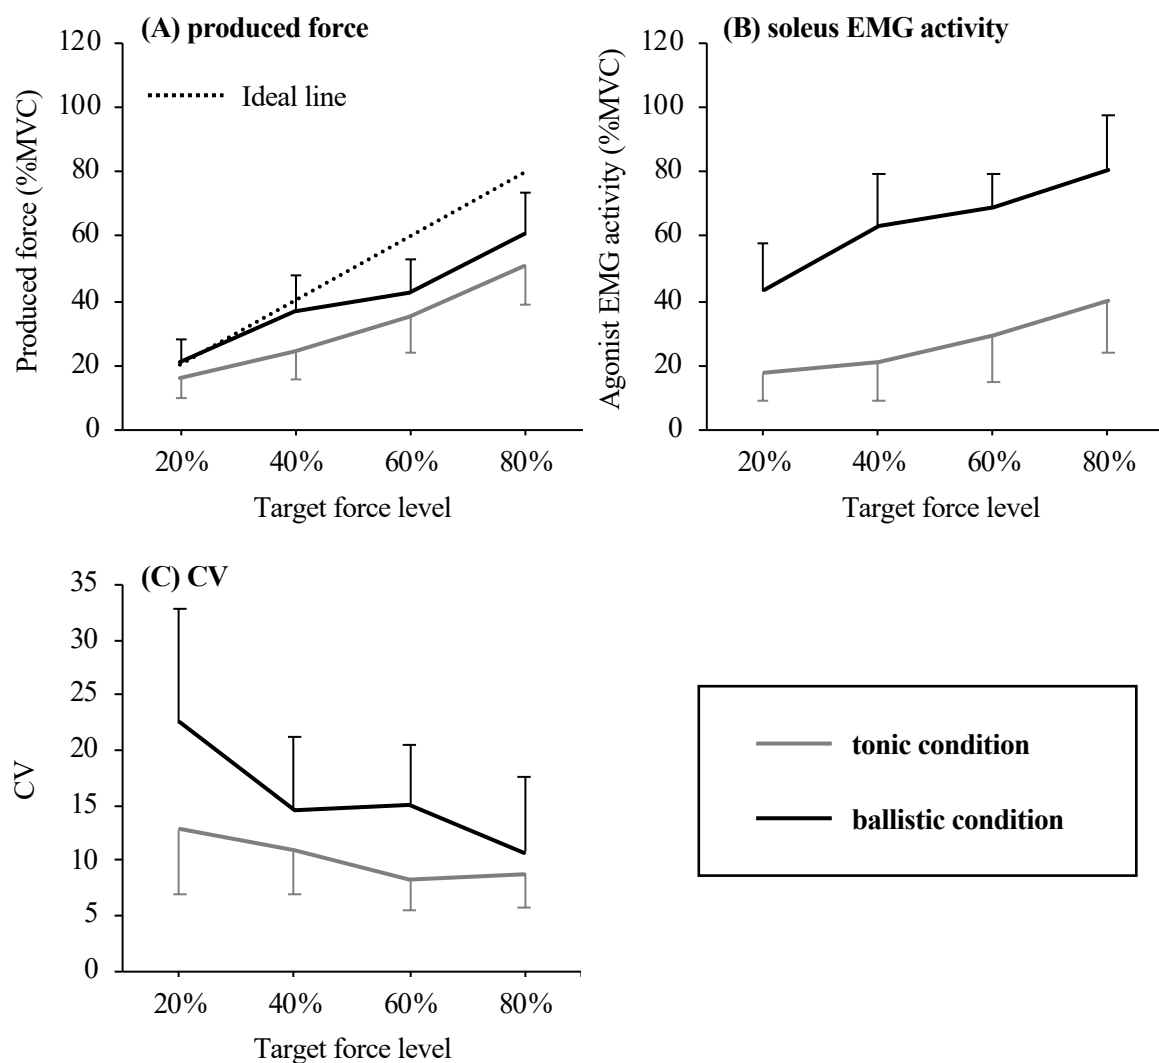 (A) produced force
Produced force (%MVC)
120
100
80
60
40
20
0
Ideal line
20% 40% 60% 80%
Target force level
(B) soleus EMG activity
Agonist EMG activity (%MVC)
120
100
80
60
40
20
0
20% 40% 60% 80%
Target force level
(C) CV
CV
35
30
25
20
15
10
5
0
20% 40% 60% 80%
Target force level
tonic condition
ballistic condition